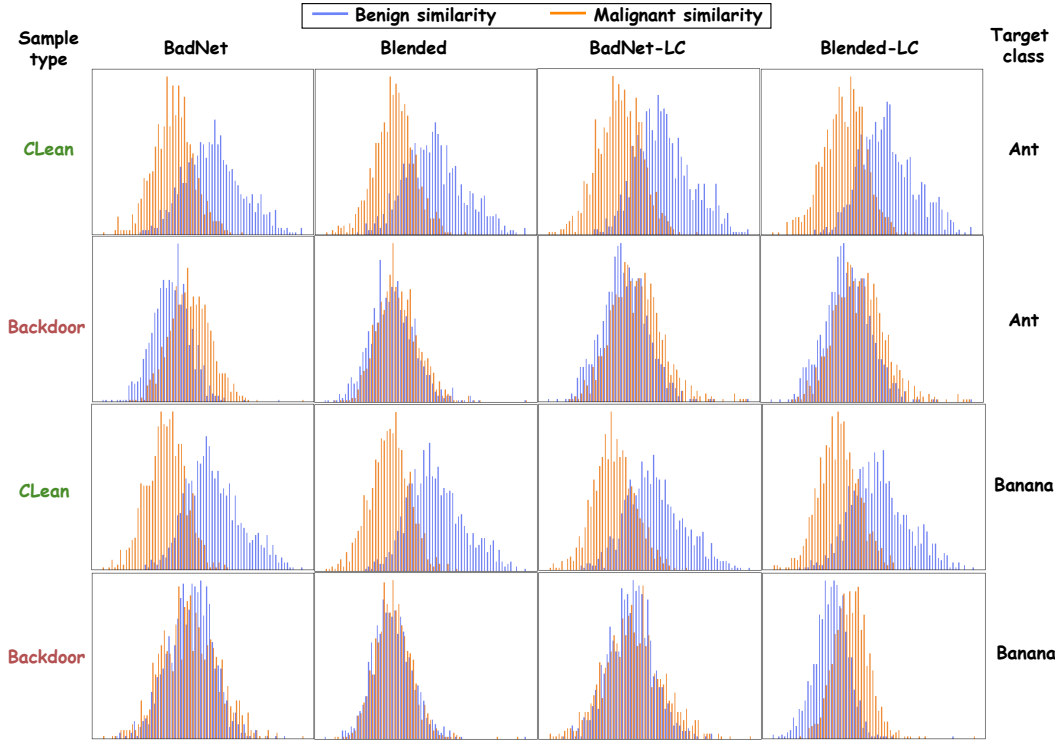 Benign similarity
Malignant similarity
Sample type
BadNet
Blended
BadNet-LC
Blended-LC
Target class
CLean
Ant
Backdoor
Ant
CLean
Banana
Backdoor
Banana